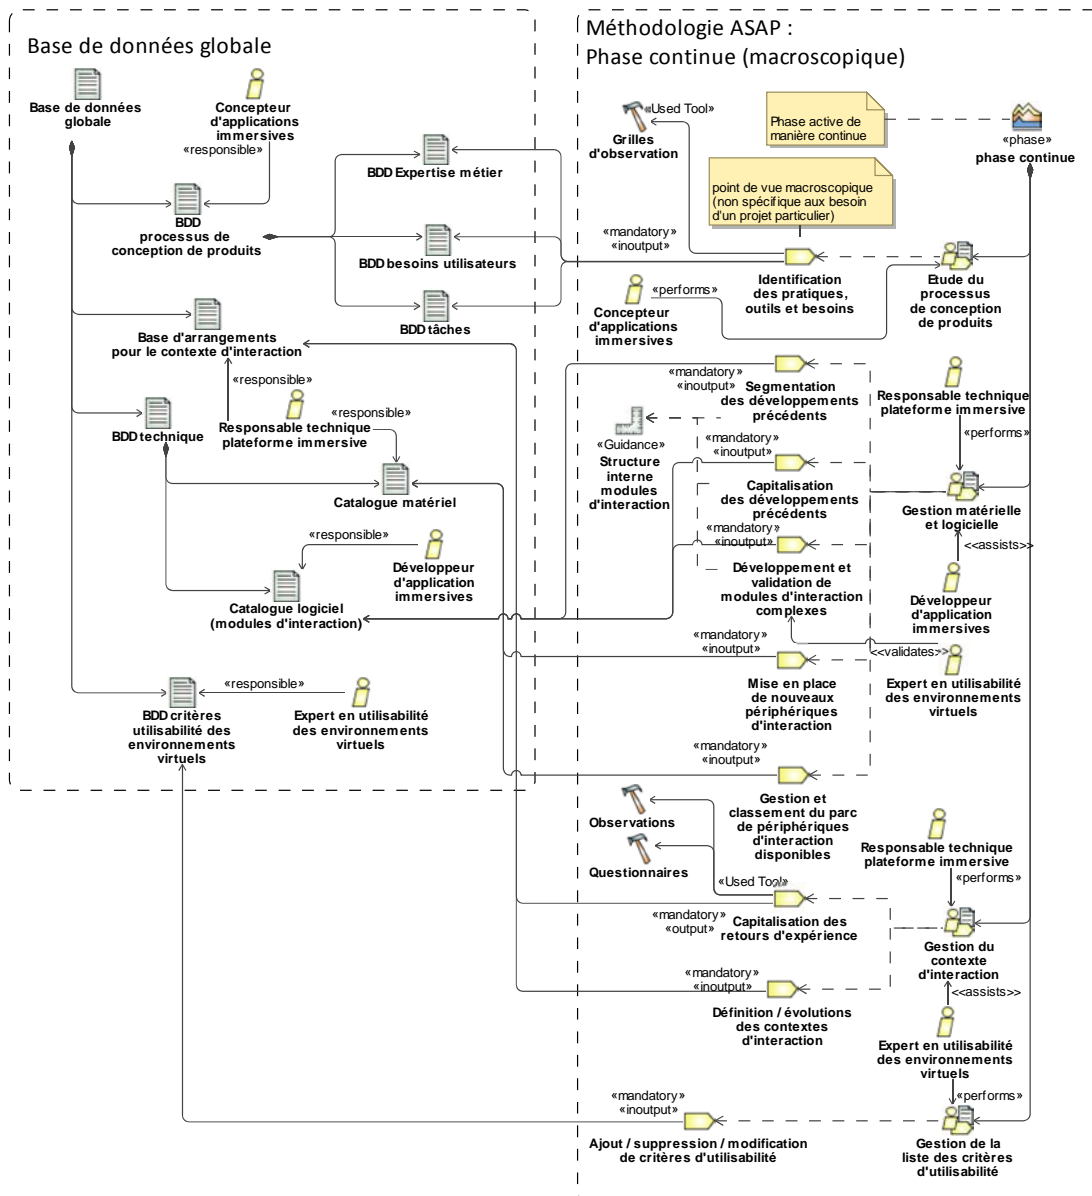 Base de données globale
Base de données
globale
Concepteur
d'applications
immersives
«responsible»
BDD
processus de
conception de produits
BDD Expertise métier
BDD besoins utilisateurs
BDD tâches
Base d'arrangements
pour le contexte d'interaction
«responsible»
Responsable technique
plateforme immersive
«responsible»
BDD technique
Catalogue matériel
«responsible»
Développeur
d'application
immersives
Catalogue logiciel
(modules d'interaction)
«responsible»
BDD critères
utilisabilité des
environnements
virtuels
Expert en utilisabilité
des environnements
virtuels
Méthodologie ASAP :
Phase continue (macroscopique)
«Used Tool»
Grilles
d'observation
Phase active de
manière continue
«phase»
phase continue
point de vue macroscopique
(non spécifique aux besoin
d'un projet particulier)
«mandatory»
«inoutput»
Identification
des pratiques,
outils et besoins
Etude du
processus
de conception
de produits
Concepteur
d'applications
immersives
«performs»
«mandatory»
«inoutput»
Segmentation
des développements
précédents
Responsable technique
plateforme immersive
«performs»
«Guidance»
Structure
interne
modules
d'interaction
«mandatory»
«inoutput»
Capitalisation
des développements
précédents
Gestion matérielle
et logicielle
<<assists>>
«mandatory»
«inoutput»
Développement et
validation de
modules d'interaction
complexes
Développeur
d'application
immersives
<<validates>>
Expert en utilisabilité
des environnements
virtuels
«mandatory»
«inoutput»
Mise en place
de nouveaux
périphériques
d'interaction
«mandatory»
«inoutput»
Gestion et
classement du parc
de périphériques
d'interaction
disponibles
Observations
Questionnaires
«Used Tool»
Responsable technique
plateforme immersive
«performs»
«mandatory»
«output»
Capitalisation des
retours d'expérience
Gestion du
contexte
d'interaction
<<assists>>
«mandatory»
«inoutput»
Définition / évolutions
des contextes
d'interaction
Expert en utilisabilité
des environnements
virtuels
«performs»
«mandatory»
«inoutput»
Ajout / suppression / modification
de critères d'utilisabilité
Gestion de la
liste des critères
d'utilisabilité